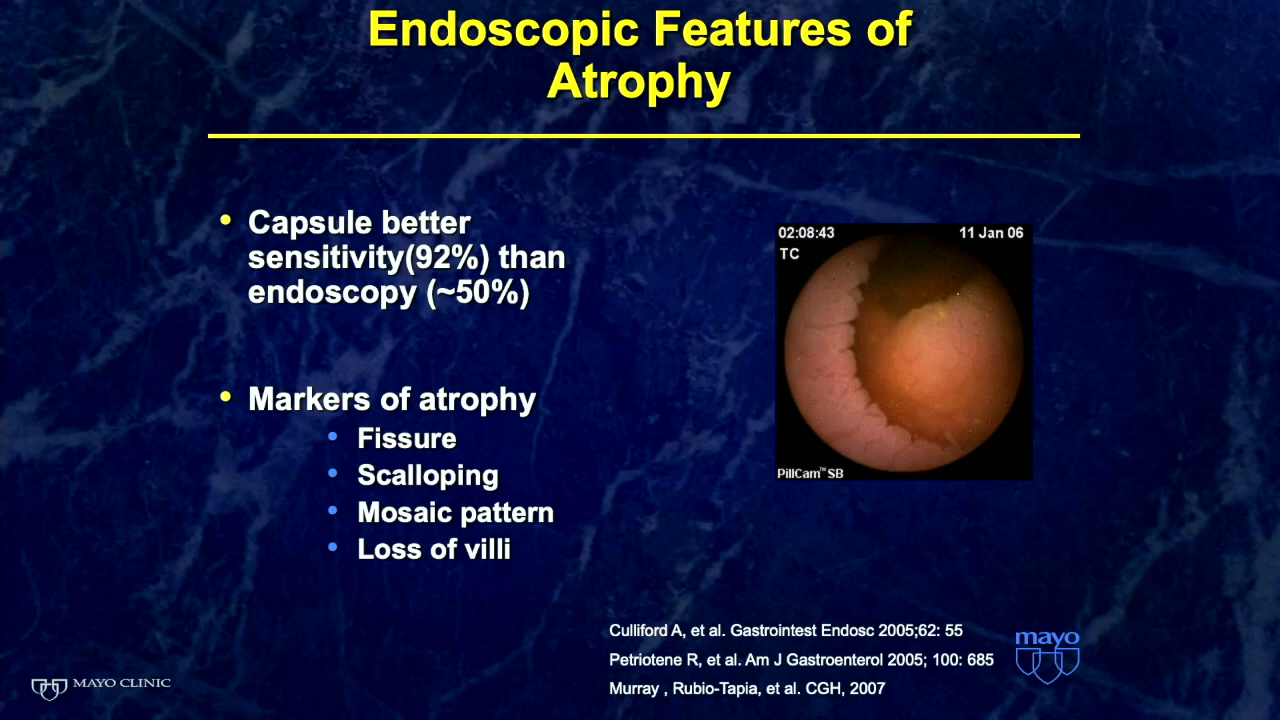 Endoscopic Features of
Atrophy
• Capsule better
sensitivity(92%) than
endoscopy (~50%)
• Markers of atrophy
• Fissure
• Scalloping
• Mosaic pattern
• Loss of villi
02:08:43 11 Jan 06
TC
PillCam™ SB
Culliford A, et al. Gastrointest Endosc 2005;62: 55
Petriotene R, et al. Am J Gastroenterol 2005; 100: 685
Murray , Rubio-Tapia, et al. CGH, 2007
mayo
MAYO CLINIC